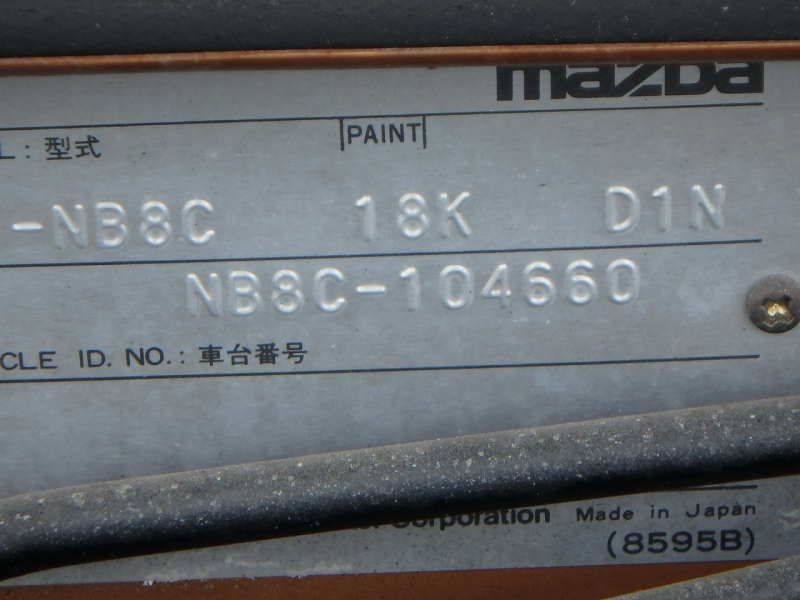 mazda
L : 型式 PAINT
-NB8C 18K D1N
NB8C-104660
CLE ID. NO. : 車台番号
Corporation Made in Japan
(8595B)